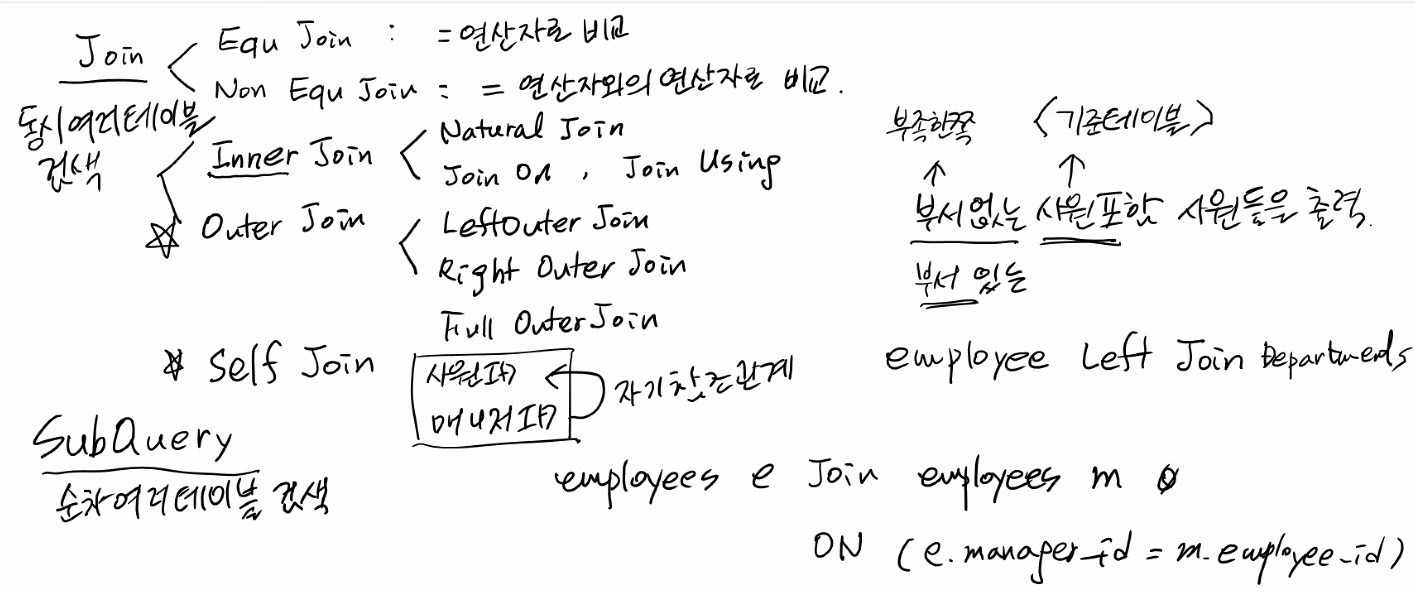 Join
Equ Join : =연산자로 비교
Non Equ Join : = 연산자외의 연산자로 비교.
동시여러테이블
검색
Inner Join
Natural Join
Join ON , Join Using
☆ Outer Join
LeftOuter Join
Right Outer Join
Full OuterJoin
☆ Self Join
사원ID
매니저ID
자기참조관계
부족한쪽 <기준테이블>
부서없는 사원포함 사원들을 출력.
부서 있는
employee Left Join Departments
SubQuery
순차여러테이블 검색
employees e Join employees m
ON (e.manager_id = m.employee_id)